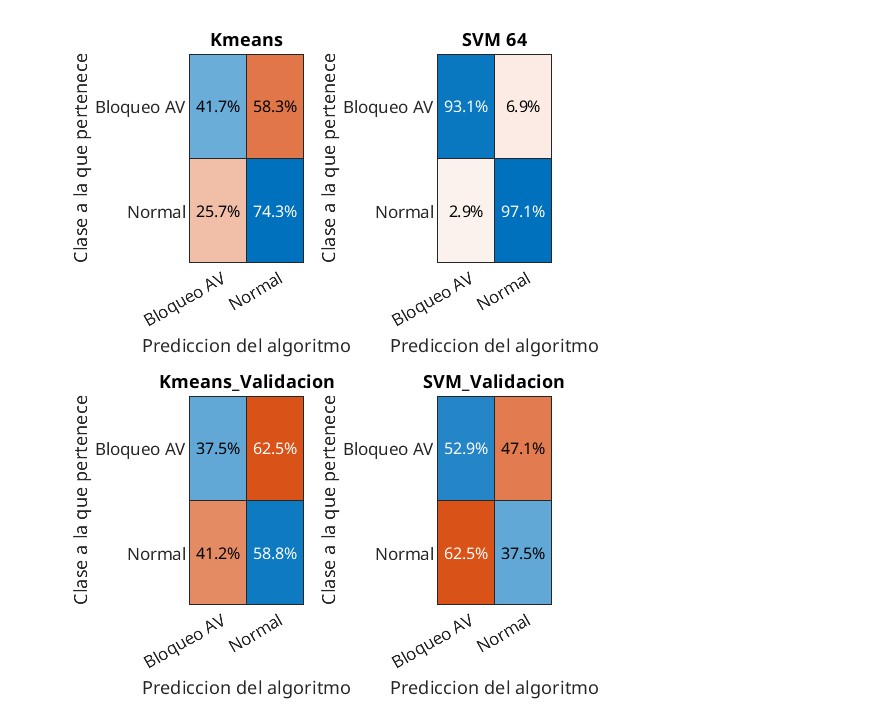 Kmeans
Clase a la que pertenece
Bloqueo AV
41.7%
58.3%
Normal
25.7%
74.3%
Bloqueo AV
Normal
Prediccion del algoritmo
SVM 64
Clase a la que pertenece
Bloqueo AV
93.1%
6.9%
Normal
2.9%
97.1%
Bloqueo AV
Normal
Prediccion del algoritmo
Kmeans_Validacion
Clase a la que pertenece
Bloqueo AV
37.5%
62.5%
Normal
41.2%
58.8%
Bloqueo AV
Normal
Prediccion del algoritmo
SVM_Validacion
Clase a la que pertenece
Bloqueo AV
52.9%
47.1%
Normal
62.5%
37.5%
Bloqueo AV
Normal
Prediccion del algoritmo